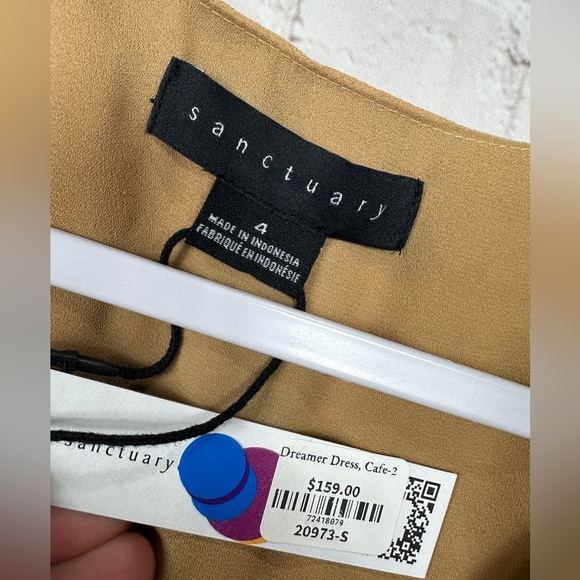 sanctuary
4
MADE IN INDONESIA
FABRIQUÉ EN INDONÉSIE
sanctuary
Dreamer Dress, Cafe-2
$159.00
72418079
20973-S